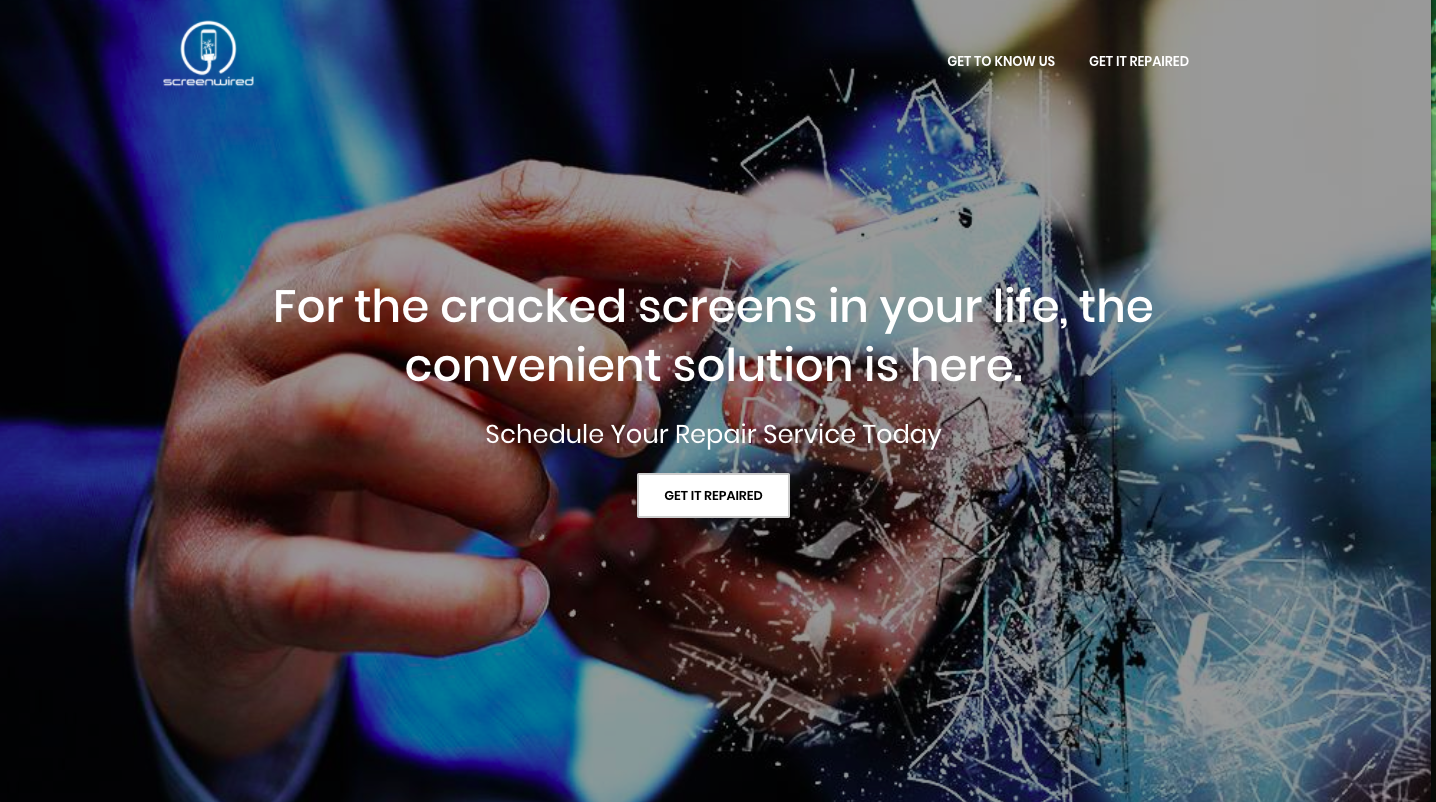 screenwired
GET TO KNOW US
GET IT REPAIRED
For the cracked screens in your life, the
convenient solution is here.
Schedule Your Repair Service Today
GET IT REPAIRED